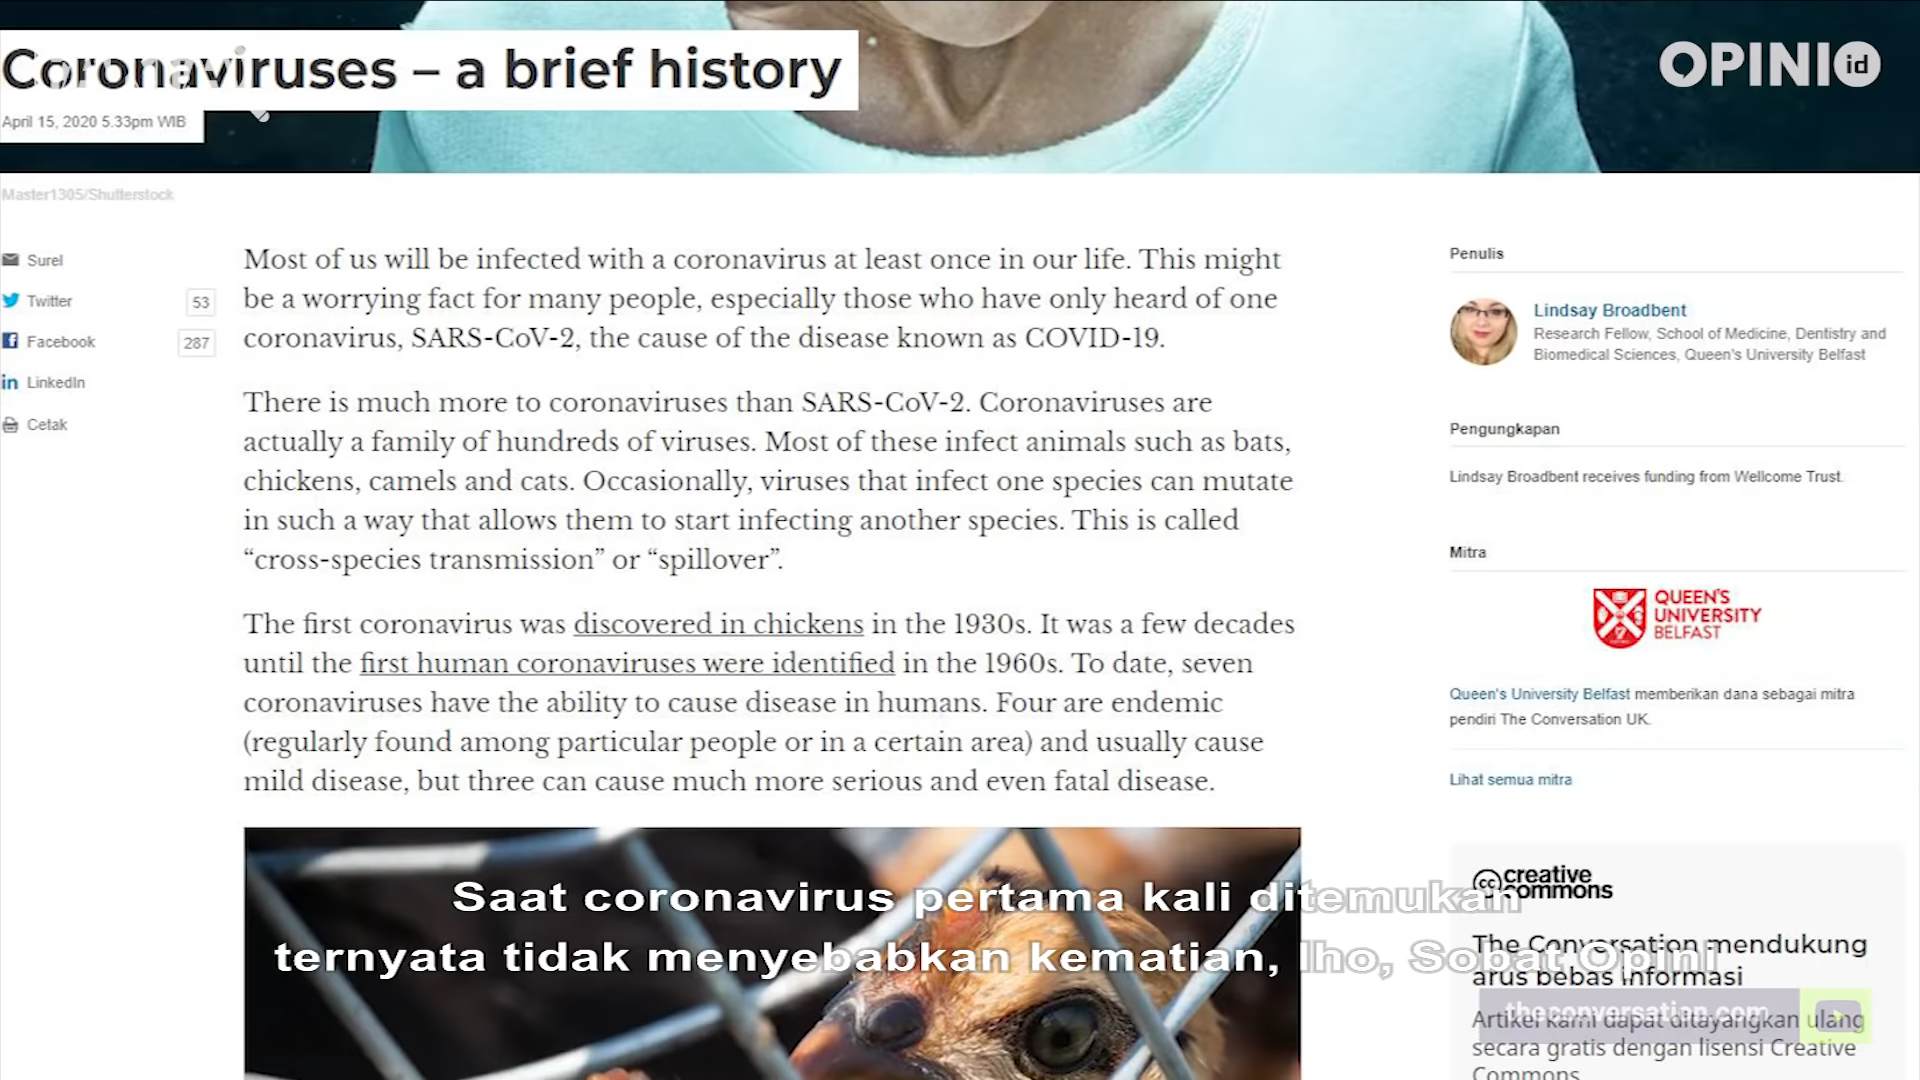 Coronaviruses – a brief history
OPINI id
April 15, 2020 5.33pm WIB
Master1305/Shutterstock
Surel
Twitter 53
Facebook 287
LinkedIn
Cetak
Most of us will be infected with a coronavirus at least once in our life. This might
be a worrying fact for many people, especially those who have only heard of one
coronavirus, SARS-CoV-2, the cause of the disease known as COVID-19.
There is much more to coronaviruses than SARS-CoV-2. Coronaviruses are
actually a family of hundreds of viruses. Most of these infect animals such as bats,
chickens, camels and cats. Occasionally, viruses that infect one species can mutate
in such a way that allows them to start infecting another species. This is called
“cross-species transmission” or “spillover”.
The first coronavirus was discovered in chickens in the 1930s. It was a few decades
until the first human coronaviruses were identified in the 1960s. To date, seven
coronaviruses have the ability to cause disease in humans. Four are endemic
(regularly found among particular people or in a certain area) and usually cause
mild disease, but three can cause much more serious and even fatal disease.
Penulis
Lindsay Broadbent
Research Fellow, School of Medicine, Dentistry and
Biomedical Sciences, Queen's University Belfast
Pengungkapan
Lindsay Broadbent receives funding from Wellcome Trust.
Mitra
QUEEN'S
UNIVERSITY
BELFAST
Queen's University Belfast memberikan dana sebagai mitra
pendiri The Conversation UK.
Lihat semua mitra
cc creative
commons
The Conversation mendukung
arus bebas informasi
Artikel kami dapat ditayangkan ulang
secara gratis dengan lisensi Creative
Commons
theconversation.com
Saat coronavirus pertama kali ditemukan
ternyata tidak menyebabkan kematian, lho, Sobat Opini